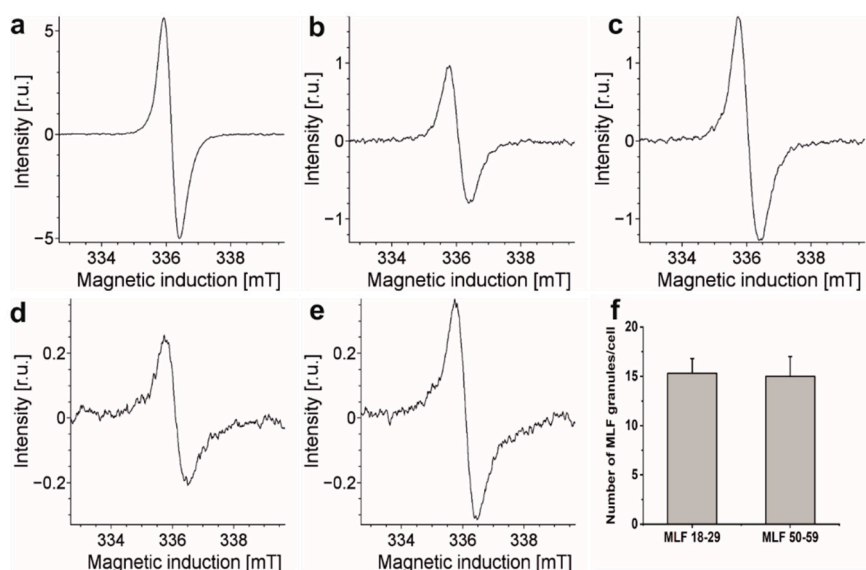 a
b
c
5
0
−5
Intensity [r.u.]
334 336 338
Magnetic induction [mT]
1
0
−1
Intensity [r.u.]
334 336 338
Magnetic induction [mT]
1
0
−1
Intensity [r.u.]
334 336 338
Magnetic induction [mT]
d
e
f
0.2
0
−0.2
Intensity [r.u.]
334 336 338
Magnetic induction [mT]
0.2
0
−0.2
Intensity [r.u.]
334 336 338
Magnetic induction [mT]
20
15
10
5
0
Number of MLF granules/cell
MLF 18-29 MLF 50-59